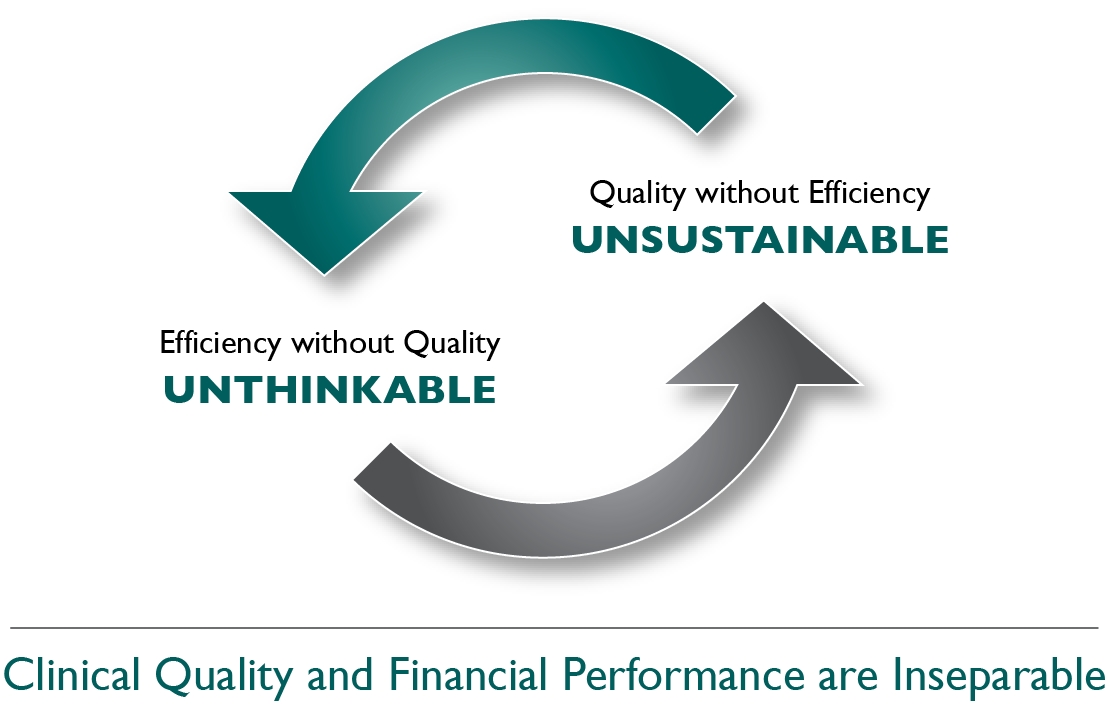 Quality without Efficiency
UNSUSTAINABLE
Efficiency without Quality
UNTHINKABLE
Clinical Quality and Financial Performance are Inseparable